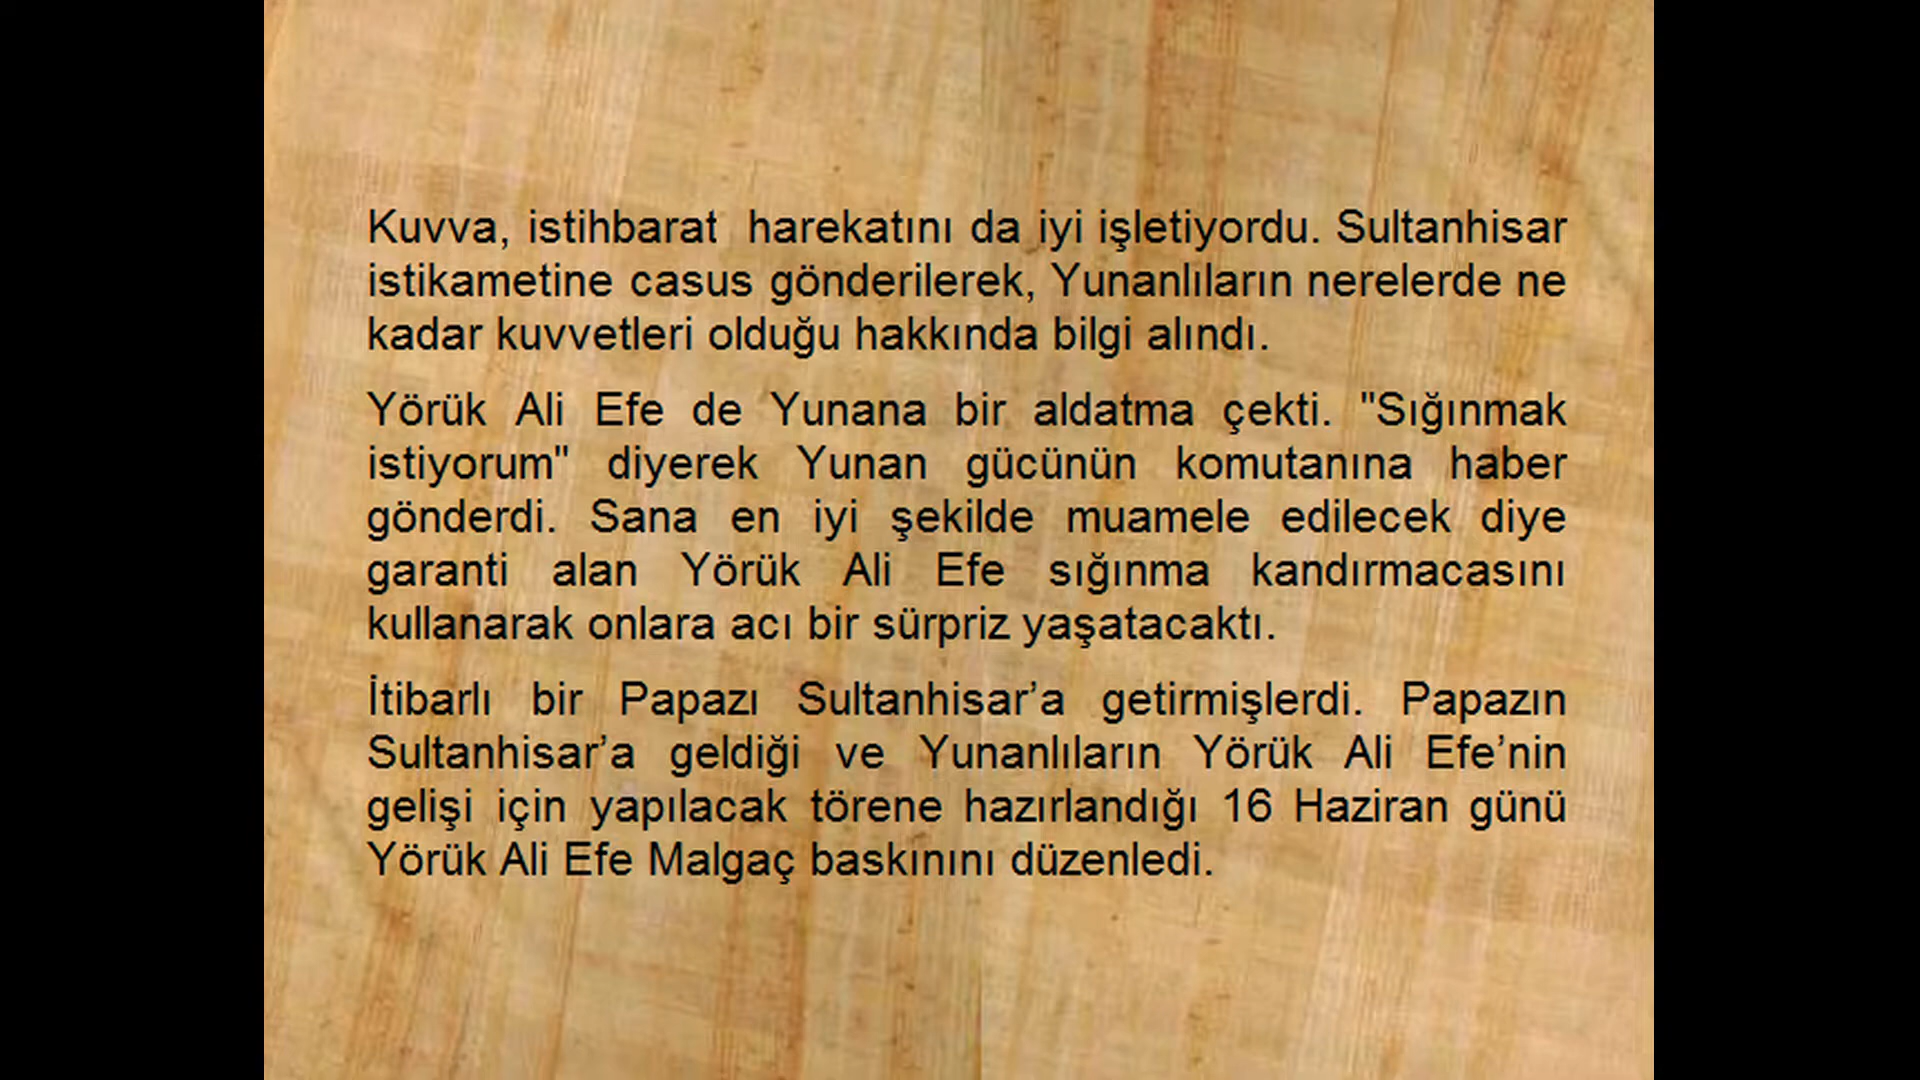 Kuvva, istihbarat harekatını da iyi işletiyordu. Sultanhisar
istikametine casus gönderilerek, Yunanlıların nerelerde ne
kadar kuvvetleri olduğu hakkında bilgi alındı.
Yörük Ali Efe de Yunana bir aldatma çekti. "Sığınmak
istiyorum" diyerek Yunan gücünün komutanına haber
gönderdi. Sana en iyi şekilde muamele edilecek diye
garanti alan Yörük Ali Efe sığınma kandırmacasını
kullanarak onlara acı bir sürpriz yaşatacaktı.
İtibarlı bir Papazı Sultanhisar’a getirmişlerdi. Papazın
Sultanhisar’a geldiği ve Yunanlıların Yörük Ali Efe’nin
gelişi için yapılacak törene hazırlandığı 16 Haziran günü
Yörük Ali Efe Malgaç baskınını düzenledi.